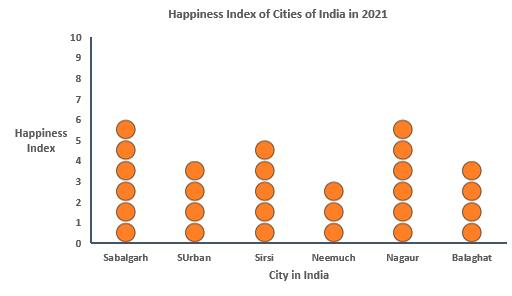 Happiness Index of Cities of India in 2021
10
9
8
7
6
5
4
3
2
1
0
Happiness
Index
Sabalgarh SUrban Sirsi Neemuch Nagaur Balaghat
City in India